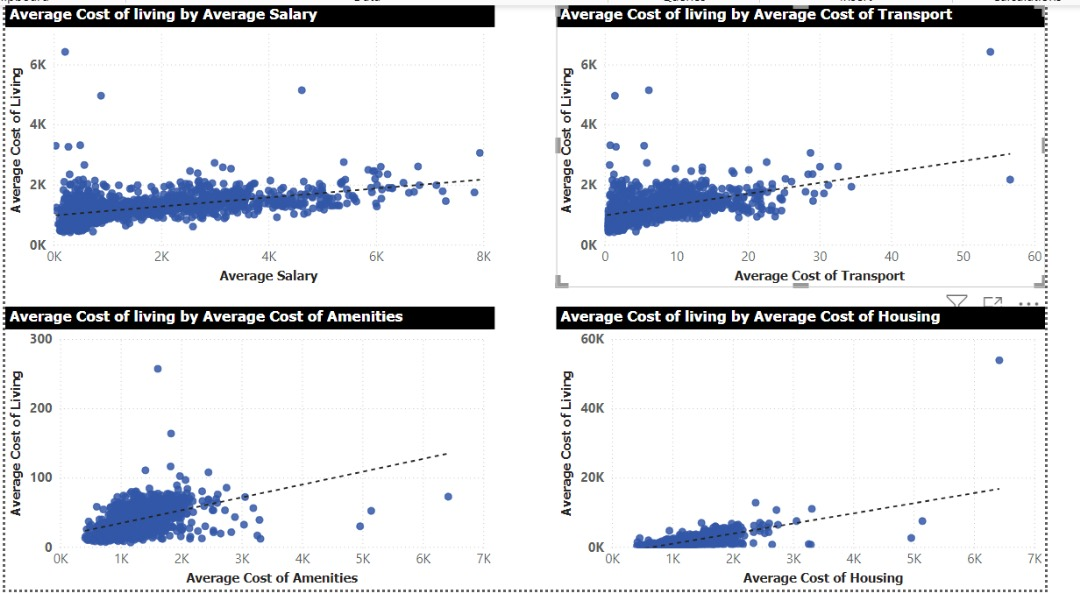 Average Cost of living by Average Salary
Average Cost of Living
6K
4K
2K
0K
0K 2K 4K 6K 8K
Average Salary
Average Cost of living by Average Cost of Transport
Average Cost of Living
6K
4K
2K
0K
0 10 20 30 40 50 60
Average Cost of Transport
Average Cost of living by Average Cost of Amenities
Average Cost of Living
300
200
100
0
0K 1K 2K 3K 4K 5K 6K 7K
Average Cost of Amenities
Average Cost of living by Average Cost of Housing
Average Cost of Living
60K
40K
20K
0K
0K 1K 2K 3K 4K 5K 6K 7K
Average Cost of Housing